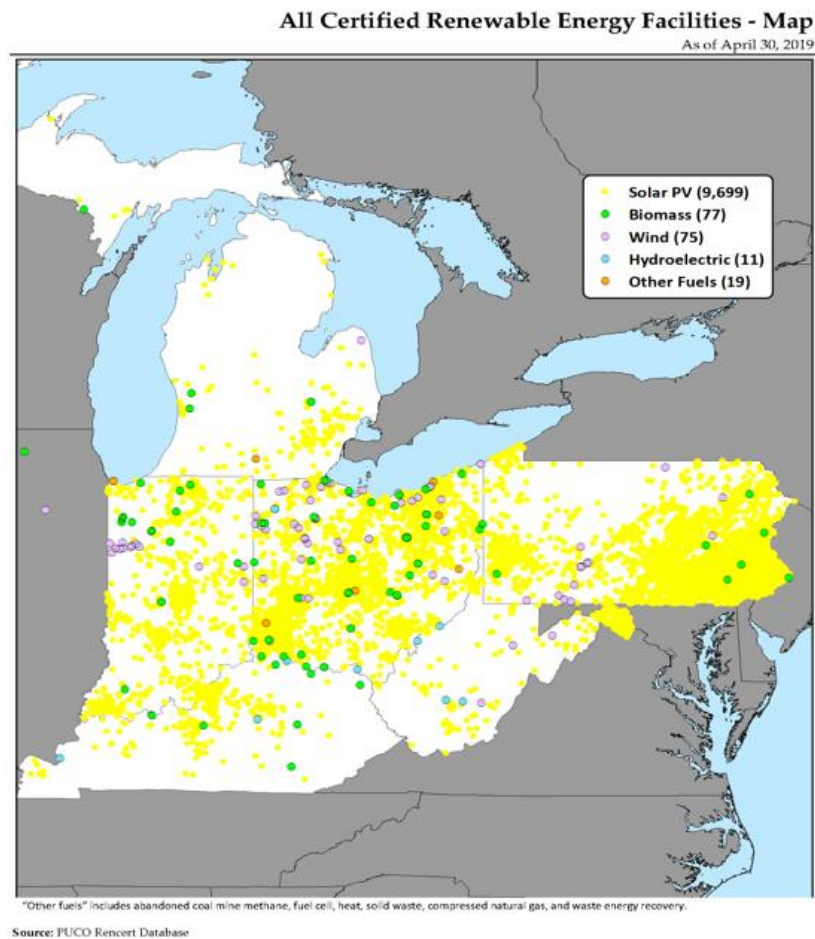 All Certified Renewable Energy Facilities - Map
As of April 30, 2019
Solar PV (9,699)
Biomass (77)
Wind (75)
Hydroelectric (11)
Other Fuels (19)
"Other fuels" includes abandoned coal mine methane, fuel cell, heat, solid waste, compressed natural gas, and waste energy recovery.
Source: PUCO Rencert Database